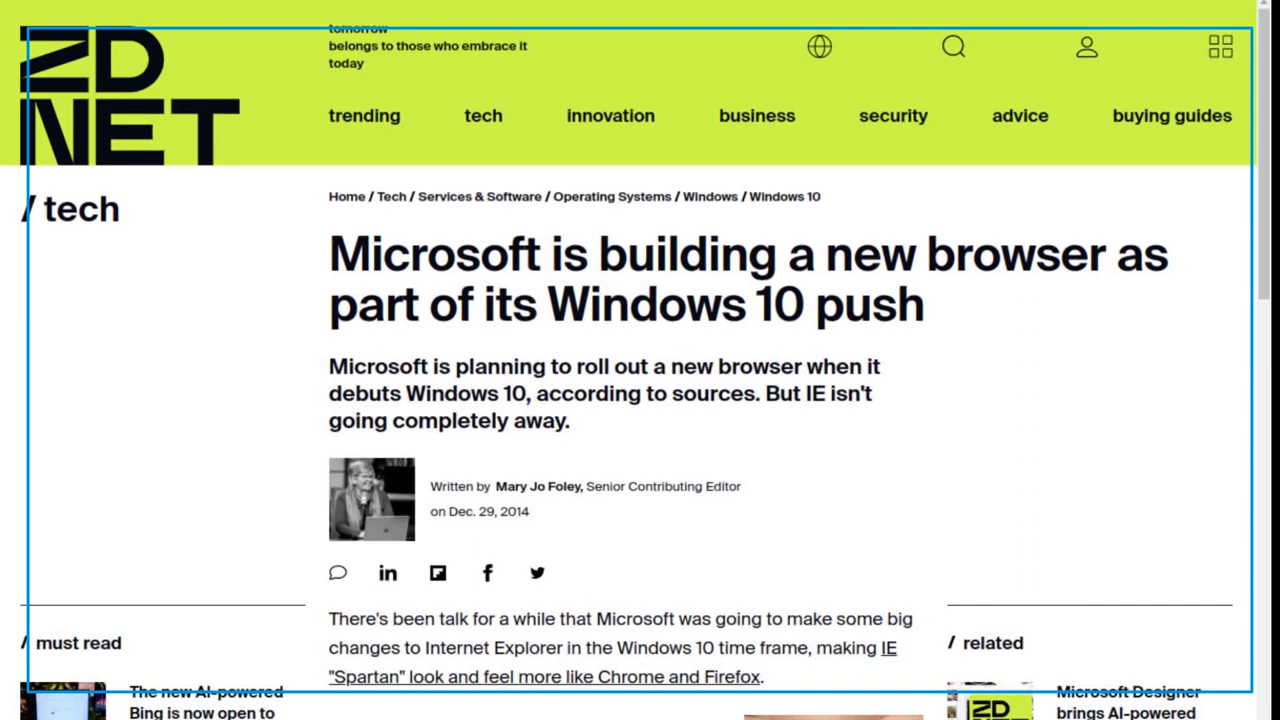 ZD
NET
tomorrow
belongs to those who embrace it
today
trending tech innovation business security advice buying guides
/ tech
Home / Tech / Services & Software / Operating Systems / Windows / Windows 10
Microsoft is building a new browser as
part of its Windows 10 push
Microsoft is planning to roll out a new browser when it
debuts Windows 10, according to sources. But IE isn't
going completely away.
Written by Mary Jo Foley, Senior Contributing Editor
on Dec. 29, 2014
There's been talk for a while that Microsoft was going to make some big
changes to Internet Explorer in the Windows 10 time frame, making IE
"Spartan" look and feel more like Chrome and Firefox.
/ must read
The new AI-powered
Bing is now open to
/ related
ZD
NET
Microsoft Designer
brings AI-powered